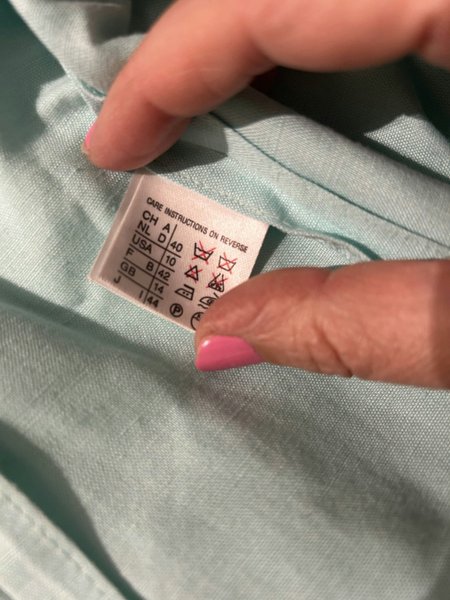 CARE INSTRUCTIONS ON REVERSE
CH A
NL D 40
USA 10
F B 42
GB 14
J I 44
P